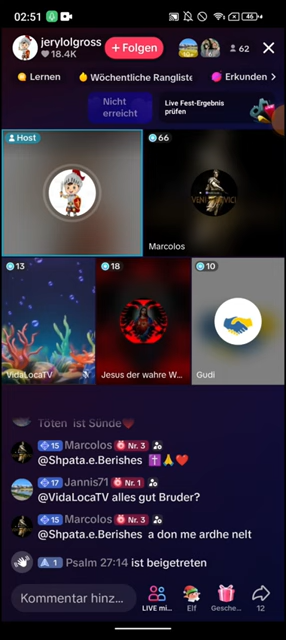 02:51
46
jerylolgross
18.4K
+ Folgen
62
Lernen
Wöchentliche Rangliste
Erkunden
Nicht
erreicht
Live Fest-Ergebnis
prüfen
Host
66
VENI VICI
Marcolos
13
18
10
VidaLocaTV
Jesus der wahre W...
Gudi
Töten ist Sünde❤️
15 Marcolos Nr. 3
@Shpata.e.Berishes ✝️🙏❤️
17 Jannis71 Nr. 1
@VidaLocaTV alles gut Bruder?
15 Marcolos Nr. 3
@Shpata.e.Berishes a don me ardhe nelt
1 Psalm 27:14 ist beigetreten
Kommentar hinz...
LIVE mi...
Elf
Gesche...
12